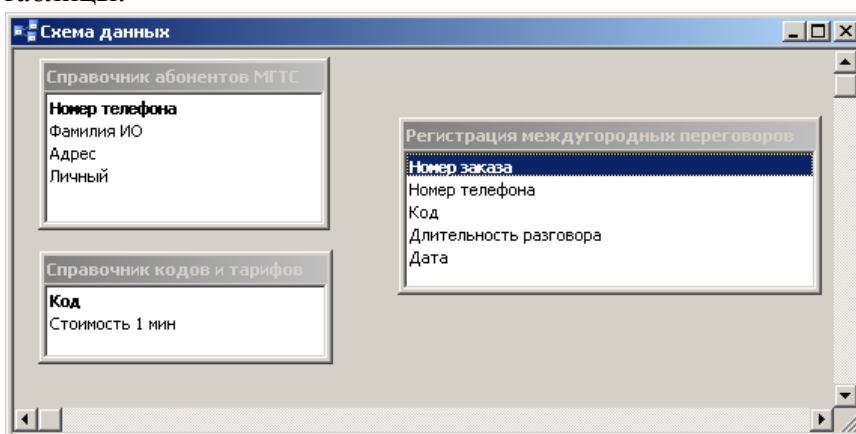 Схема данных
Справочник абонентов МГТС
Номер телефона
Фамилия ИО
Адрес
Личный
Регистрация междугородных переговоров
Номер заказа
Номер телефона
Код
Длительность разговора
Дата
Справочник кодов и тарифов
Код
Стоимость 1 мин